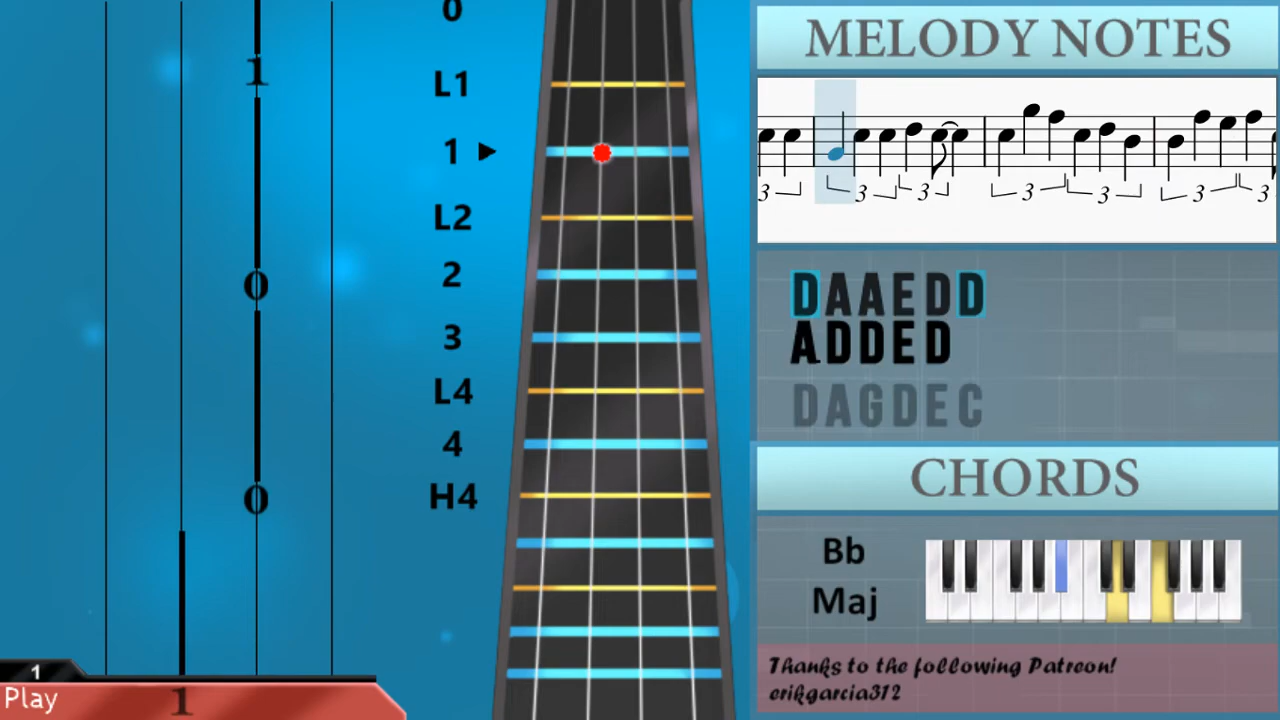 0
1
L1
1
L2
0
2
3
L4
4
0
H4
1
Play
1
MELODY NOTES
3
3
3
3
3
3
3
DAAEDD
ADDED
DAGDEC
CHORDS
Bb
Maj
Thanks to the following Patreon!
erikgarcia312